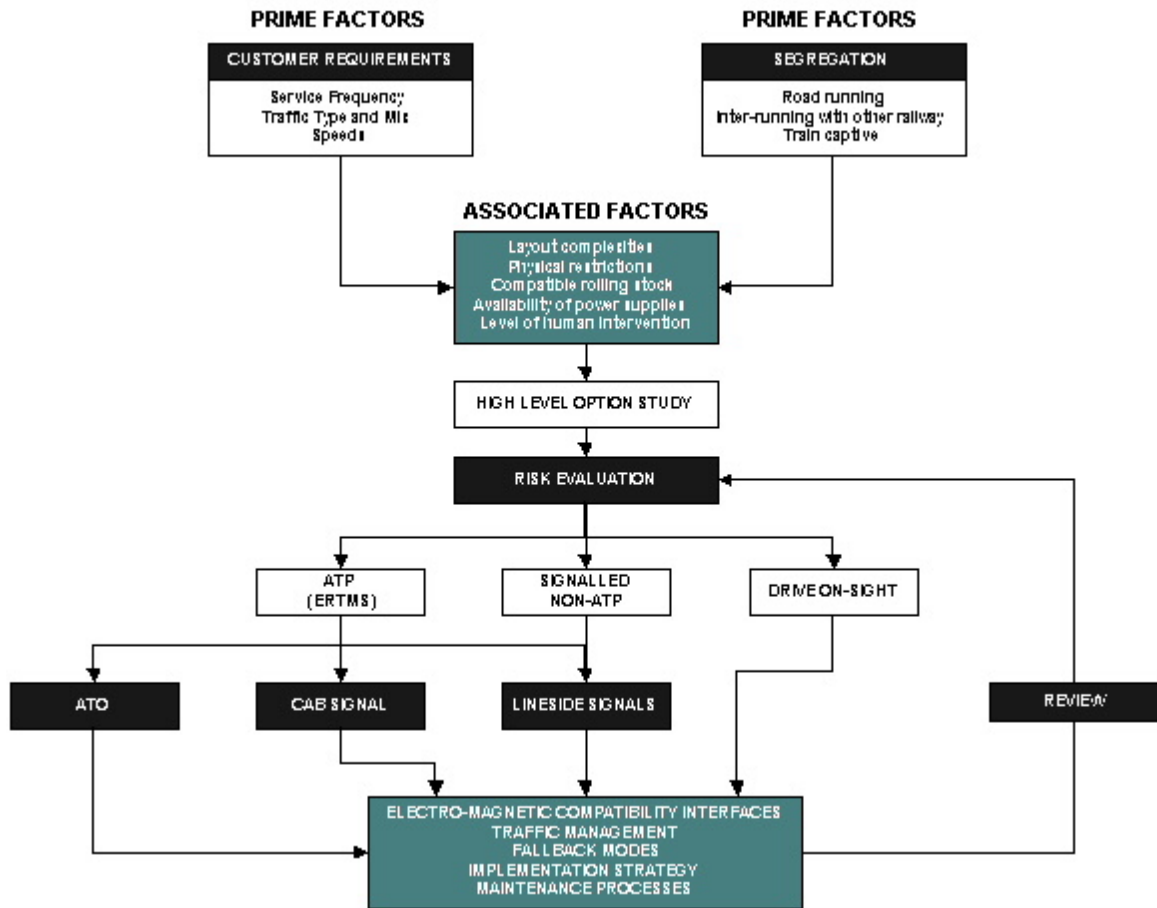 PRIME FACTORS
PRIME FACTORS
CUSTOMER REQUIREMENTS
Service Frequency
Traffic Type and Mix
Speeds
SEGREGATION
Road running
Inter-running with other railway
Train captive
ASSOCIATED FACTORS
Layout complexities
Physical restrictions
Compatible rolling stock
Availability of power supplies
Level of human intervention
HIGH LEVEL OPTION STUDY
RISK EVALUATION
ATP
(ERTMS)
SIGNALLED
NON-ATP
DRIVE ON-SIGHT
ATO
CAB SIGNAL
LINESIDE SIGNALS
REVIEW
ELECTRO-MAGNETIC COMPATIBILITY INTERFACES
TRAFFIC MANAGEMENT
FALLBACK MODES
IMPLEMENTATION STRATEGY
MAINTENANCE PROCESSES